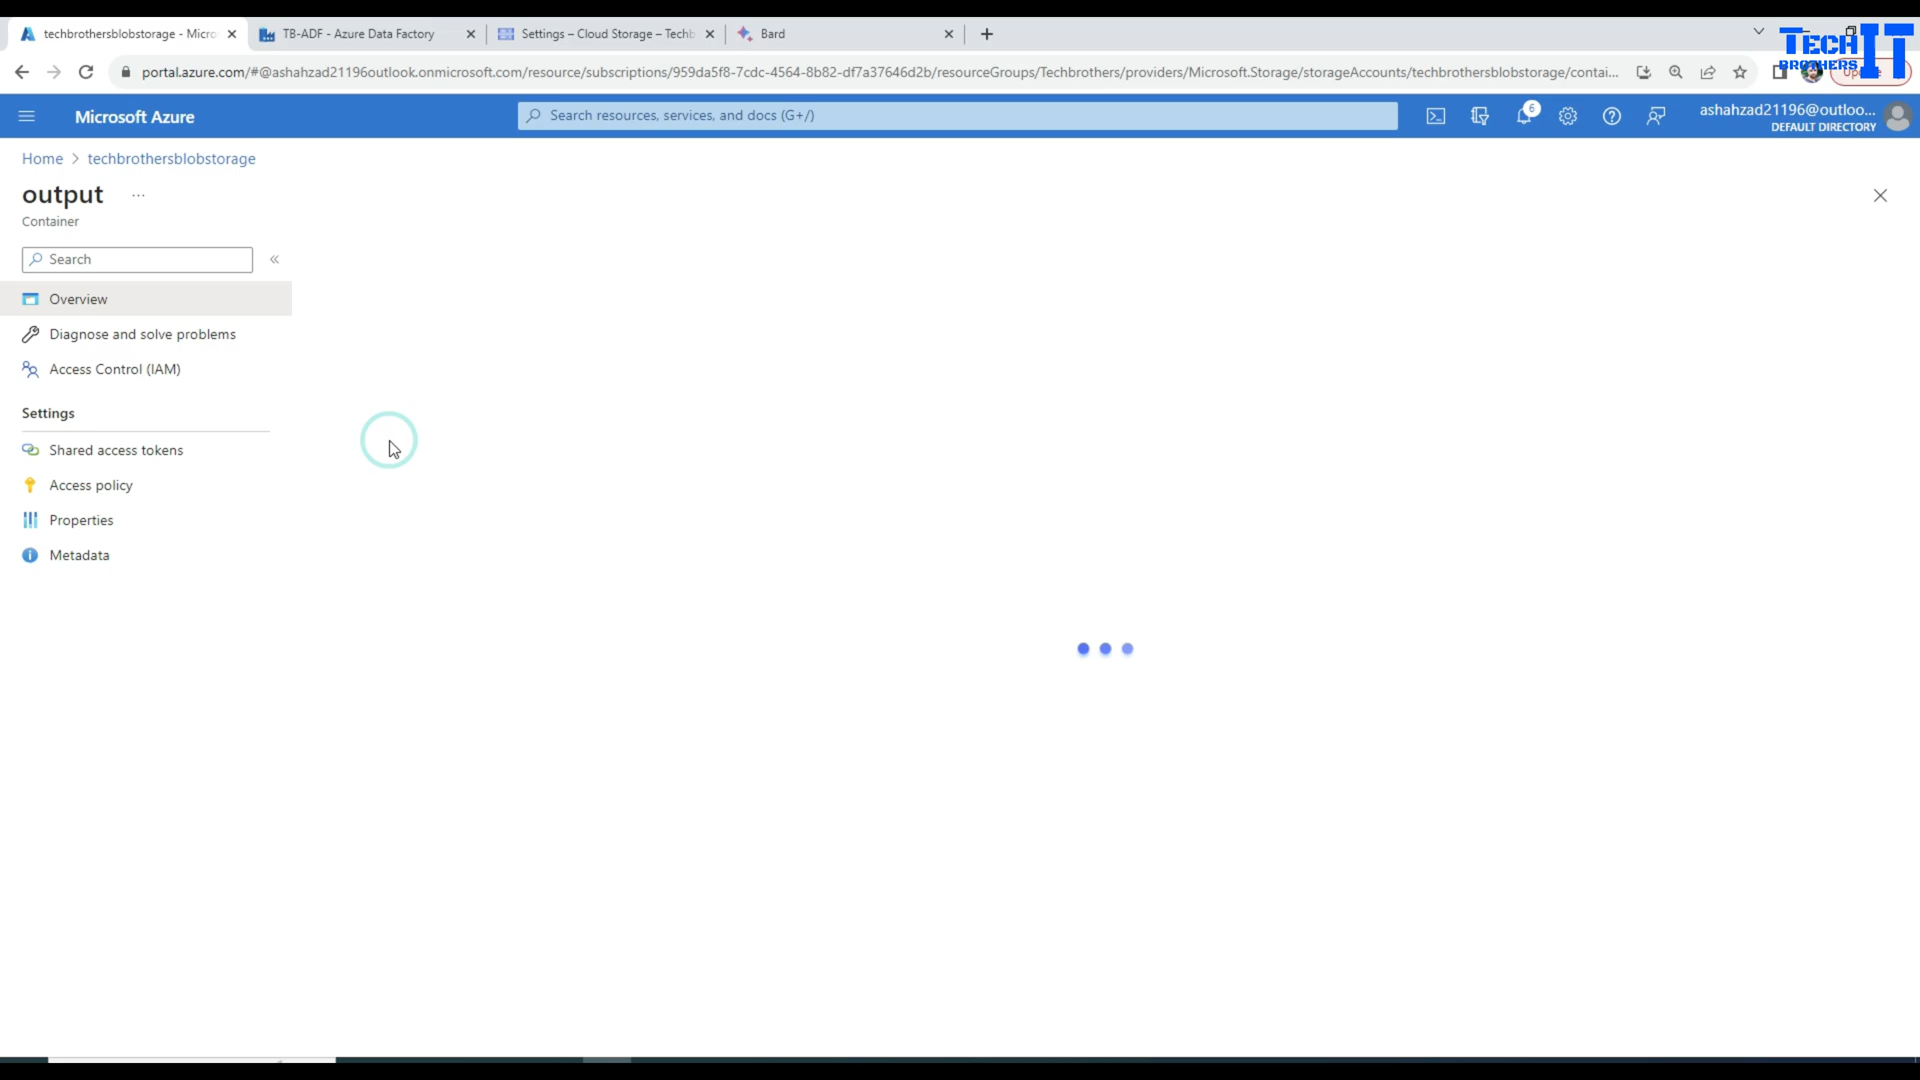 techbrothersblobstorage - Micro
TB-ADF - Azure Data Factory
Settings – Cloud Storage – Techb
Bard
TECH IT
BROTHERS
portal.azure.com/#@ashahzad21196outlook.onmicrosoft.com/resource/subscriptions/959da5f8-7cdc-4564-8b82-df7a37646d2b/resourceGroups/Techbrothers/providers/Microsoft.Storage/storageAccounts/techbrothersblobstorage/contai...
Microsoft Azure
Search resources, services, and docs (G+/)
6
ashahzad21196@outloo...
DEFAULT DIRECTORY
Home > techbrothersblobstorage
output ...
Container
Search
Overview
Diagnose and solve problems
Access Control (IAM)
Settings
Shared access tokens
Access policy
Properties
Metadata